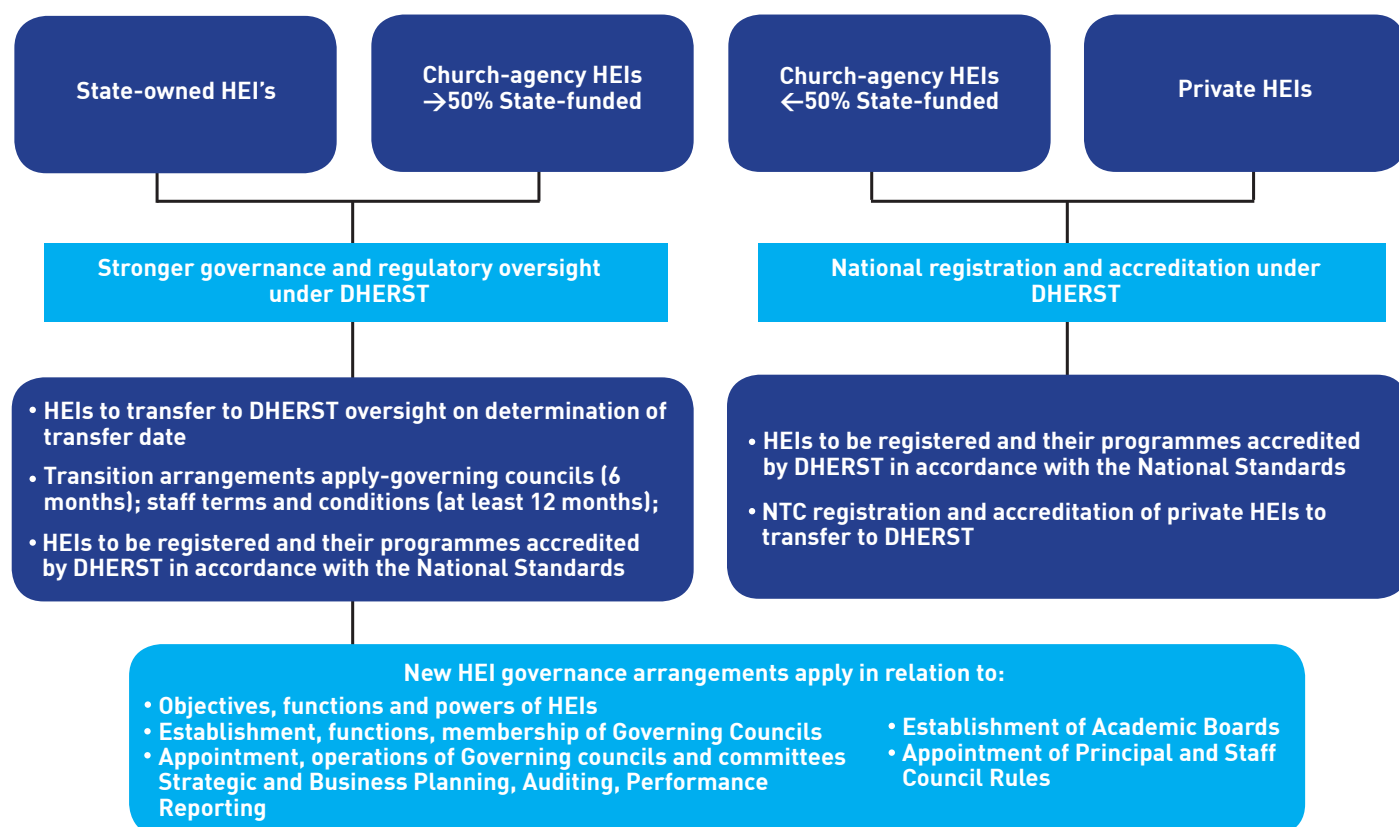 State-owned HEI's
Church-agency HEIs
→50% State-funded
Church-agency HEIs
←50% State-funded
Private HEIs
Stronger governance and regulatory oversight
under DHERST
National registration and accreditation under
DHERST
• HEIs to transfer to DHERST oversight on determination of
transfer date
• Transition arrangements apply-governing councils (6
months); staff terms and conditions (at least 12 months);
• HEIs to be registered and their programmes accredited
by DHERST in accordance with the National Standards
• HEIs to be registered and their programmes accredited
by DHERST in accordance with the National Standards
• NTC registration and accreditation of private HEIs to
transfer to DHERST
New HEI governance arrangements apply in relation to:
• Objectives, functions and powers of HEIs
• Establishment, functions, membership of Governing Councils
• Appointment, operations of Governing councils and committees
Strategic and Business Planning, Auditing, Performance
Reporting
• Establishment of Academic Boards
• Appointment of Principal and Staff
Council Rules